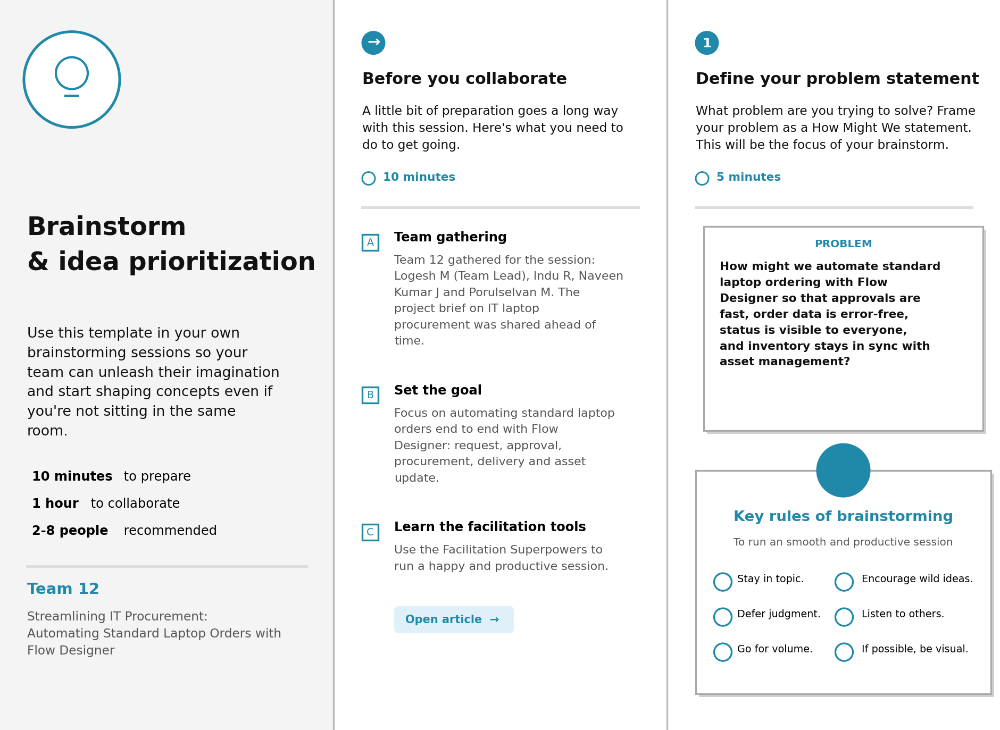 Brainstorm
& idea prioritization
Use this template in your own
brainstorming sessions so your
team can unleash their imagination
and start shaping concepts even if
you're not sitting in the same
room.
10 minutes to prepare
1 hour to collaborate
2-8 people recommended
Team 12
Streamlining IT Procurement:
Automating Standard Laptop Orders with
Flow Designer
→
Before you collaborate
A little bit of preparation goes a long way
with this session. Here's what you need to
do to get going.
10 minutes
A
Team gathering
Team 12 gathered for the session:
Logesh M (Team Lead), Indu R, Naveen
Kumar J and Porulselvan M. The
project brief on IT laptop
procurement was shared ahead of
time.
B
Set the goal
Focus on automating standard laptop
orders end to end with Flow
Designer: request, approval,
procurement, delivery and asset
update.
C
Learn the facilitation tools
Use the Facilitation Superpowers to
run a happy and productive session.
Open article →
1
Define your problem statement
What problem are you trying to solve? Frame
your problem as a How Might We statement.
This will be the focus of your brainstorm.
5 minutes
PROBLEM
How might we automate standard
laptop ordering with Flow
Designer so that approvals are
fast, order data is error-free,
status is visible to everyone,
and inventory stays in sync with
asset management?
Key rules of brainstorming
To run an smooth and productive session
Stay in topic. Encourage wild ideas.
Defer judgment. Listen to others.
Go for volume. If possible, be visual.